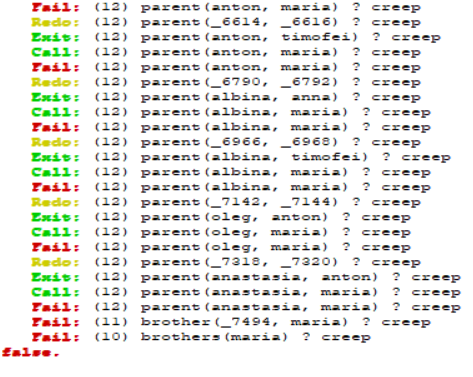 Fail: (12) parent(anton, maria) ? creep
Redo: (12) parent(_6614, _6616) ? creep
Exit: (12) parent(anton, timofei) ? creep
Call: (12) parent(anton, maria) ? creep
Fail: (12) parent(anton, maria) ? creep
Redo: (12) parent(_6790, _6792) ? creep
Exit: (12) parent(albina, anna) ? creep
Call: (12) parent(albina, maria) ? creep
Fail: (12) parent(albina, maria) ? creep
Redo: (12) parent(_6966, _6968) ? creep
Exit: (12) parent(albina, timofei) ? creep
Call: (12) parent(albina, maria) ? creep
Fail: (12) parent(albina, maria) ? creep
Redo: (12) parent(_7142, _7144) ? creep
Exit: (12) parent(oleg, anton) ? creep
Call: (12) parent(oleg, maria) ? creep
Fail: (12) parent(oleg, maria) ? creep
Redo: (12) parent(_7318, _7320) ? creep
Exit: (12) parent(anastasia, anton) ? creep
Call: (12) parent(anastasia, maria) ? creep
Fail: (12) parent(anastasia, maria) ? creep
Fail: (11) brother(_7494, maria) ? creep
Fail: (10) brothers(maria) ? creep
false.